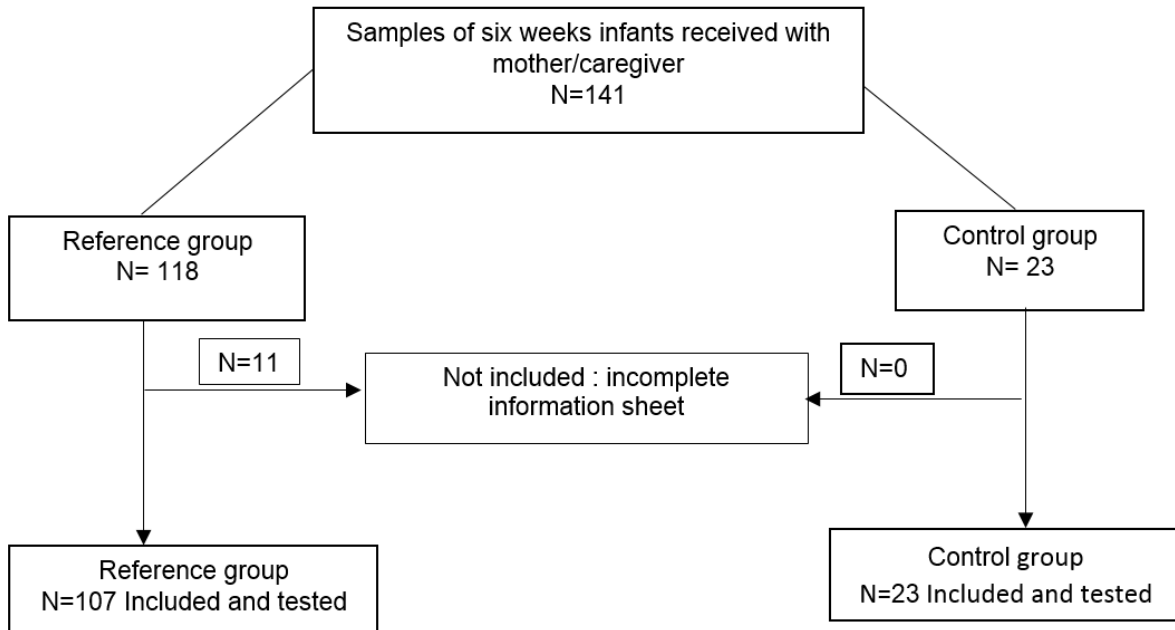 Samples of six weeks infants received with
mother/caregiver
N=141
Reference group
N= 118
Control group
N= 23
N=11
Not included : incomplete
information sheet
N=0
Reference group
N=107 Included and tested
Control group
N=23 Included and tested